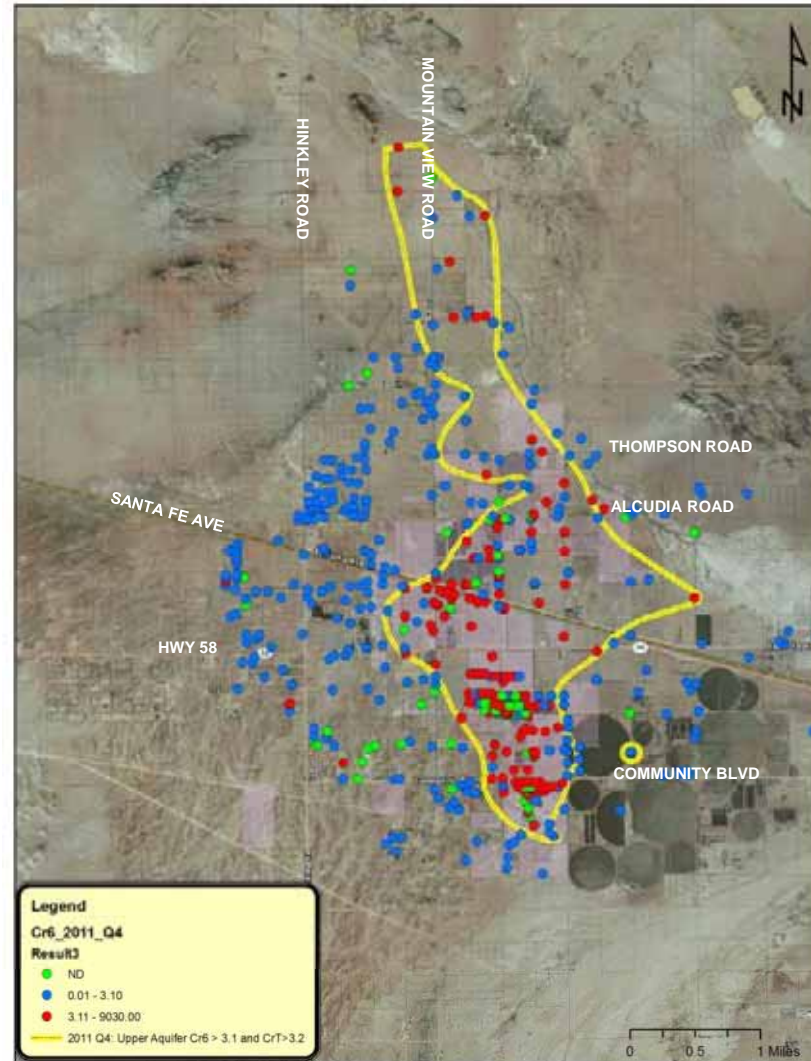 HINKLEY ROAD
MOUNTAIN VIEW ROAD
N
THOMPSON ROAD
ALCUDIA ROAD
SANTA FE AVE
HWY 58
COMMUNITY BLVD
Legend
Cr6_2011_Q4
Result3
ND
0.01 - 3.10
3.11 - 9030.00
2011 Q4: Upper Aquifer Cr6 > 3.1 and CrT>3.2
0 0.5 1 Miles